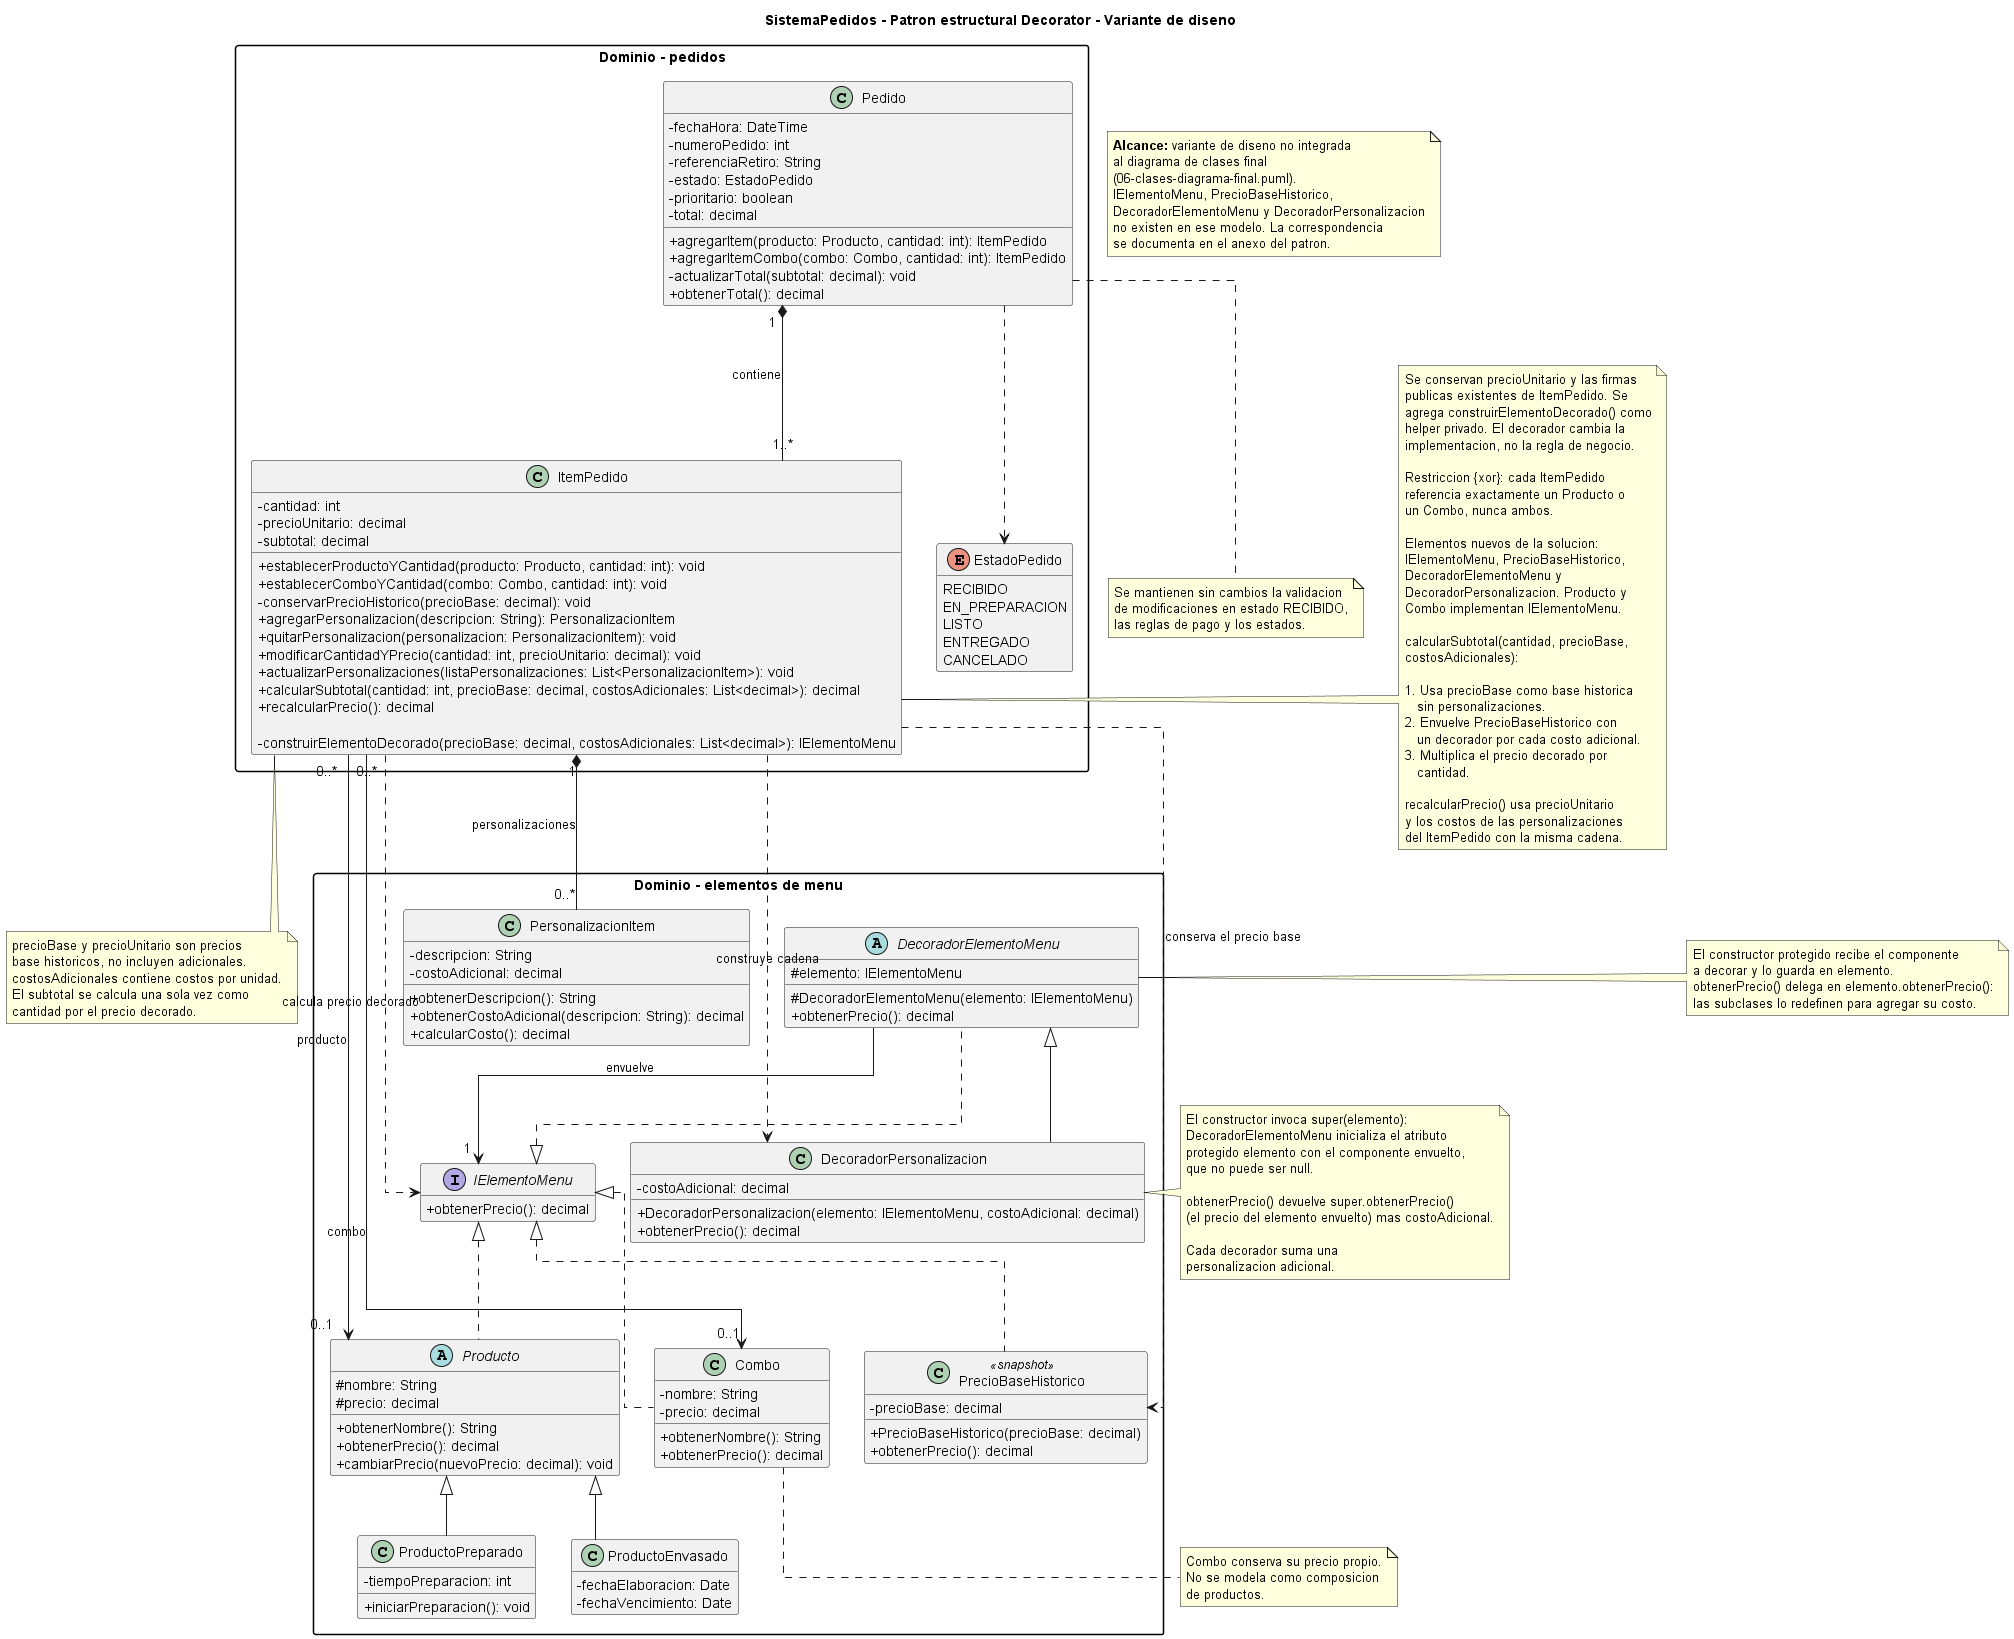 SistemaPedidos - Patron estructural Decorator - Variante de diseno
Dominio - pedidos
Pedido
-fechaHora: DateTime
-numeroPedido: int
-referenciaRetiro: String
-estado: EstadoPedido
-prioritario: boolean
-total: decimal
+agregarItem(producto: Producto, cantidad: int): ItemPedido
+agregarItemCombo(combo: Combo, cantidad: int): ItemPedido
-actualizarTotal(subtotal: decimal): void
+obtenerTotal(): decimal
Alcance: variante de diseno no integrada
al diagrama de clases final
(06-clases-diagrama-final.puml).
IElementoMenu, PrecioBaseHistorico,
DecoradorElementoMenu y DecoradorPersonalizacion
no existen en ese modelo. La correspondencia
se documenta en el anexo del patron.
1
contiene
1..*
Se conservan precioUnitario y las firmas
publicas existentes de ItemPedido. Se
agrega construirElementoDecorado() como
helper privado. El decorador cambia la
implementacion, no la regla de negocio.
Restriccion {xor}: cada ItemPedido
referencia exactamente un Producto o
un Combo, nunca ambos.
Elementos nuevos de la solucion:
IElementoMenu, PrecioBaseHistorico,
DecoradorElementoMenu y
DecoradorPersonalizacion. Producto y
Combo implementan IElementoMenu.
calcularSubtotal(cantidad, precioBase,
costosAdicionales):
1. Usa precioBase como base historica
sin personalizaciones.
2. Envuelve PrecioBaseHistorico con
un decorador por cada costo adicional.
3. Multiplica el precio decorado por
cantidad.
recalcularPrecio() usa precioUnitario
y los costos de las personalizaciones
del ItemPedido con la misma cadena.
ItemPedido
-cantidad: int
-precioUnitario: decimal
-subtotal: decimal
+establecerProductoYCantidad(producto: Producto, cantidad: int): void
+establecerComboYCantidad(combo: Combo, cantidad: int): void
-conservarPrecioHistorico(precioBase: decimal): void
+agregarPersonalizacion(descripcion: String): PersonalizacionItem
+quitarPersonalizacion(personalizacion: PersonalizacionItem): void
+modificarCantidadYPrecio(cantidad: int, precioUnitario: decimal): void
+actualizarPersonalizaciones(listaPersonalizaciones: List<PersonalizacionItem>): void
+calcularSubtotal(cantidad: int, precioBase: decimal, costosAdicionales: List<decimal>): decimal
+recalcularPrecio(): decimal
-construirElementoDecorado(precioBase: decimal, costosAdicionales: List<decimal>): IElementoMenu
EstadoPedido
RECIBIDO
EN_PREPARACION
LISTO
ENTREGADO
CANCELADO
Se mantienen sin cambios la validacion
de modificaciones en estado RECIBIDO,
las reglas de pago y los estados.
0..*
0..*
1
personalizaciones
0..*
Dominio - elementos de menu
precioBase y precioUnitario son precios
base historicos, no incluyen adicionales.
costosAdicionales contiene costos por unidad.
El subtotal se calcula una sola vez como
cantidad por el precio decorado.
PersonalizacionItem
-descripcion: String
-costoAdicional: decimal
+obtenerDescripcion(): String
+obtenerCostoAdicional(descripcion: String): decimal
+calcularCosto(): decimal
construye cadena
DecoradorElementoMenu
#elemento: IElementoMenu
#DecoradorElementoMenu(elemento: IElementoMenu)
+obtenerPrecio(): decimal
conserva el precio base
El constructor protegido recibe el componente
a decorar y lo guarda en elemento.
obtenerPrecio() delega en elemento.obtenerPrecio():
las subclases lo redefinen para agregar su costo.
calcula precio decorado
producto
envuelve
1
IElementoMenu
+obtenerPrecio(): decimal
DecoradorPersonalizacion
-costoAdicional: decimal
+DecoradorPersonalizacion(elemento: IElementoMenu, costoAdicional: decimal)
+obtenerPrecio(): decimal
El constructor invoca super(elemento):
DecoradorElementoMenu inicializa el atributo
protegido elemento con el componente envuelto,
que no puede ser null.
obtenerPrecio() devuelve super.obtenerPrecio()
(el precio del elemento envuelto) mas costoAdicional.
Cada decorador suma una
personalizacion adicional.
combo
0..1
0..1
Producto
#nombre: String
#precio: decimal
+obtenerNombre(): String
+obtenerPrecio(): decimal
+cambiarPrecio(nuevoPrecio: decimal): void
Combo
-nombre: String
-precio: decimal
+obtenerNombre(): String
+obtenerPrecio(): decimal
«snapshot»
PrecioBaseHistorico
-precioBase: decimal
+PrecioBaseHistorico(precioBase: decimal)
+obtenerPrecio(): decimal
ProductoPreparado
-tiempoPreparacion: int
+iniciarPreparacion(): void
ProductoEnvasado
-fechaElaboracion: Date
-fechaVencimiento: Date
Combo conserva su precio propio.
No se modela como composicion
de productos.